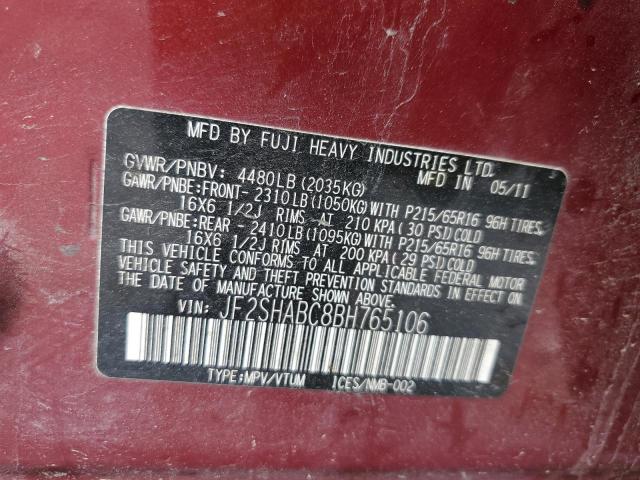 MFD BY FUJI HEAVY INDUSTRIES LTD.
GVWR/PNBV: 4480LB (2035KG) MFD IN 05/11
GAWR/PNBE:FRONT- 2310LB(1050KG)WITH P215/65R16 96H TIRES,
16X6 1/2J RIMS AT 210 KPA( 30 PSI)COLD
GAWR/PNBE:REAR - 2410LB(1095KG)WITH P215/65R16 96H TIRES,
16X6 1/2J RIMS AT 200 KPA( 29 PSI)COLD
THIS VEHICLE CONFORMS TO ALL APPLICABLE FEDERAL MOTOR
VEHICLE SAFETY AND THEFT PREVENTION STANDARDS IN EFFECT ON
THE DATE OF MANUFACTURE SHOWN ABOVE.
VIN: JF2SHABC8BH765106
TYPE:MPV/VTUM ICES/NMB-002